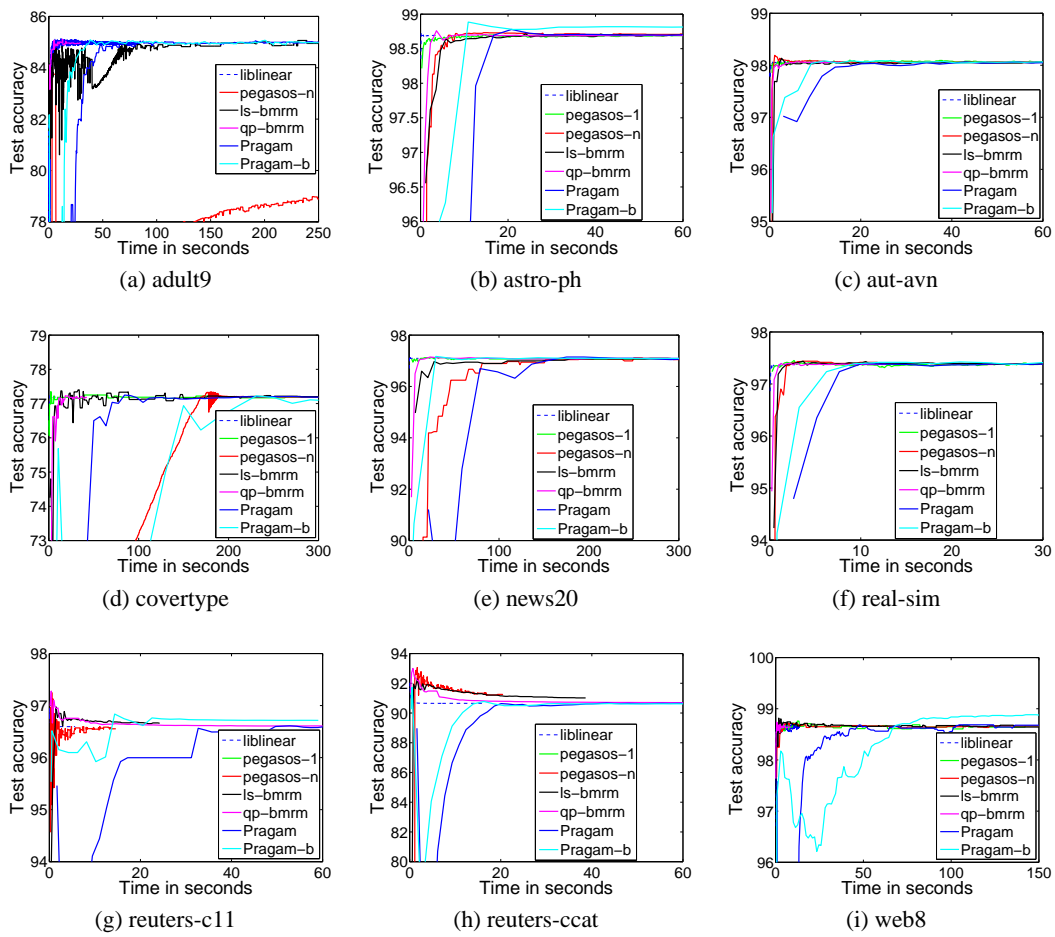 86
84
82
80
78
0 50 100 150 200 250
Test accuracy
Time in seconds
liblinear
pegasos-n
ls-bmrm
qp-bmrm
Pragam
Pragam-b
(a) adult9
99
98.5
98
97.5
97
96.5
96
0 20 40 60
Test accuracy
Time in seconds
liblinear
pegasos-1
pegasos-n
ls-bmrm
qp-bmrm
Pragam
Pragam-b
(b) astro-ph
99
98
97
96
95
0 20 40 60
Test accuracy
Time in seconds
liblinear
pegasos-1
pegasos-n
ls-bmrm
qp-bmrm
Pragam
Pragam-b
(c) aut-avn
79
78
77
76
75
74
73
0 100 200 300
Test accuracy
Time in seconds
liblinear
pegasos-1
pegasos-n
ls-bmrm
qp-bmrm
Pragam
Pragam-b
(d) covertype
98
96
94
92
90
0 100 200 300
Test accuracy
Time in seconds
liblinear
pegasos-1
pegasos-n
ls-bmrm
qp-bmrm
Pragam
Pragam-b
(e) news20
98
97
96
95
94
0 10 20 30
Test accuracy
Time in seconds
liblinear
pegasos-1
pegasos-n
ls-bmrm
qp-bmrm
Pragam
Pragam-b
(f) real-sim
98
97
96
95
94
0 20 40 60
Test accuracy
Time in seconds
liblinear
pegasos-1
pegasos-n
ls-bmrm
qp-bmrm
Pragam
Pragam-b
(g) reuters-c11
94
92
90
88
86
84
82
80
0 20 40 60
Test accuracy
Time in seconds
liblinear
pegasos-1
pegasos-n
ls-bmrm
qp-bmrm
Pragam
Pragam-b
(h) reuters-ccat
100
99
98
97
96
0 50 100 150
Test accuracy
Time in seconds
liblinear
pegasos-1
pegasos-n
ls-bmrm
qp-bmrm
Pragam
Pragam-b
(i) web8